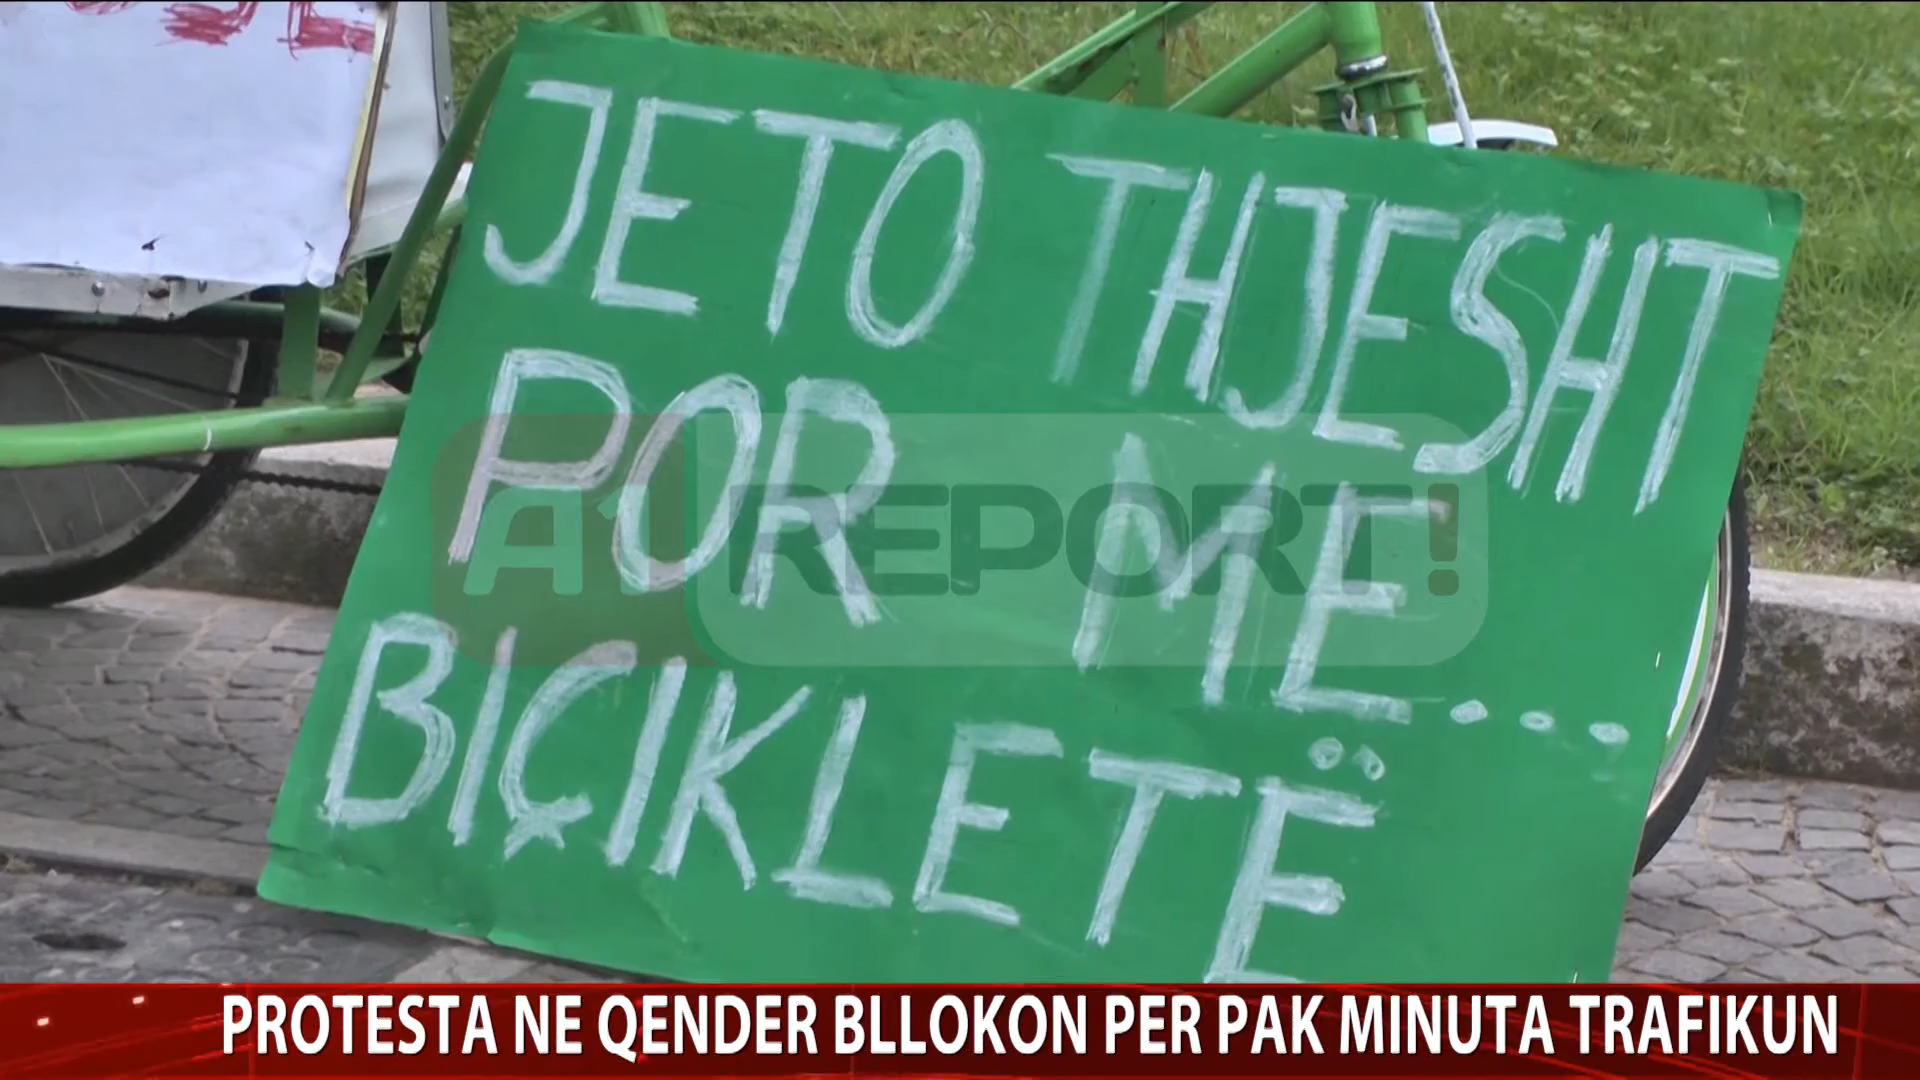 JETO THJESHT
POR ME...
BIÇIKLETË
A1 REPORT!
PROTESTA NE QENDER BLLOKON PER PAK MINUTA TRAFIKUN